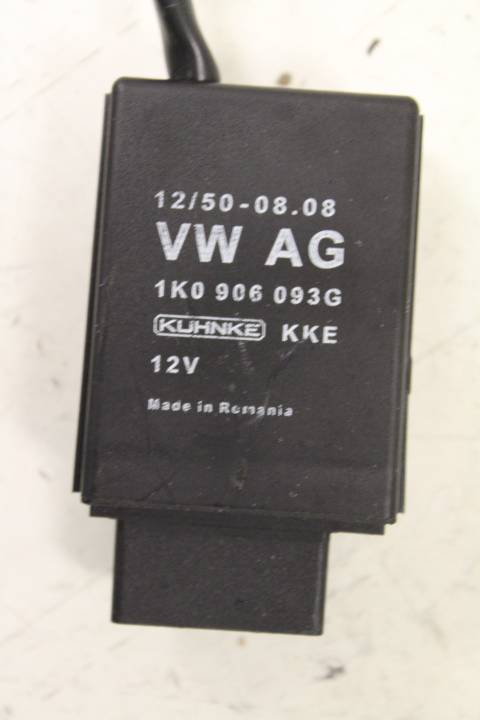 12/50-08.08
VW AG
1K0 906 093G
KUHNKE KKE
12V
Made in Romania